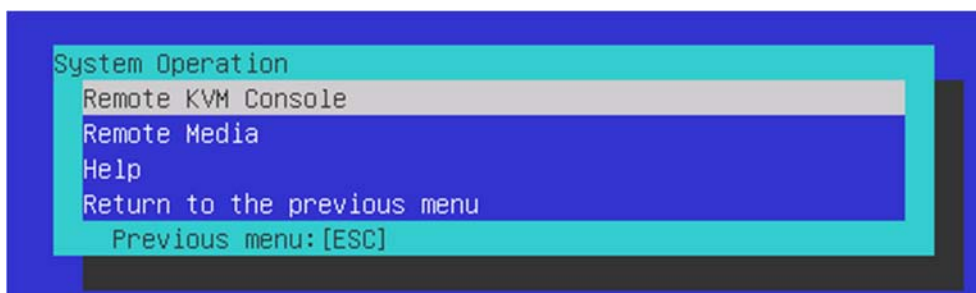 System Operation
Remote KVM Console
Remote Media
Help
Return to the previous menu
Previous menu:[ESC]